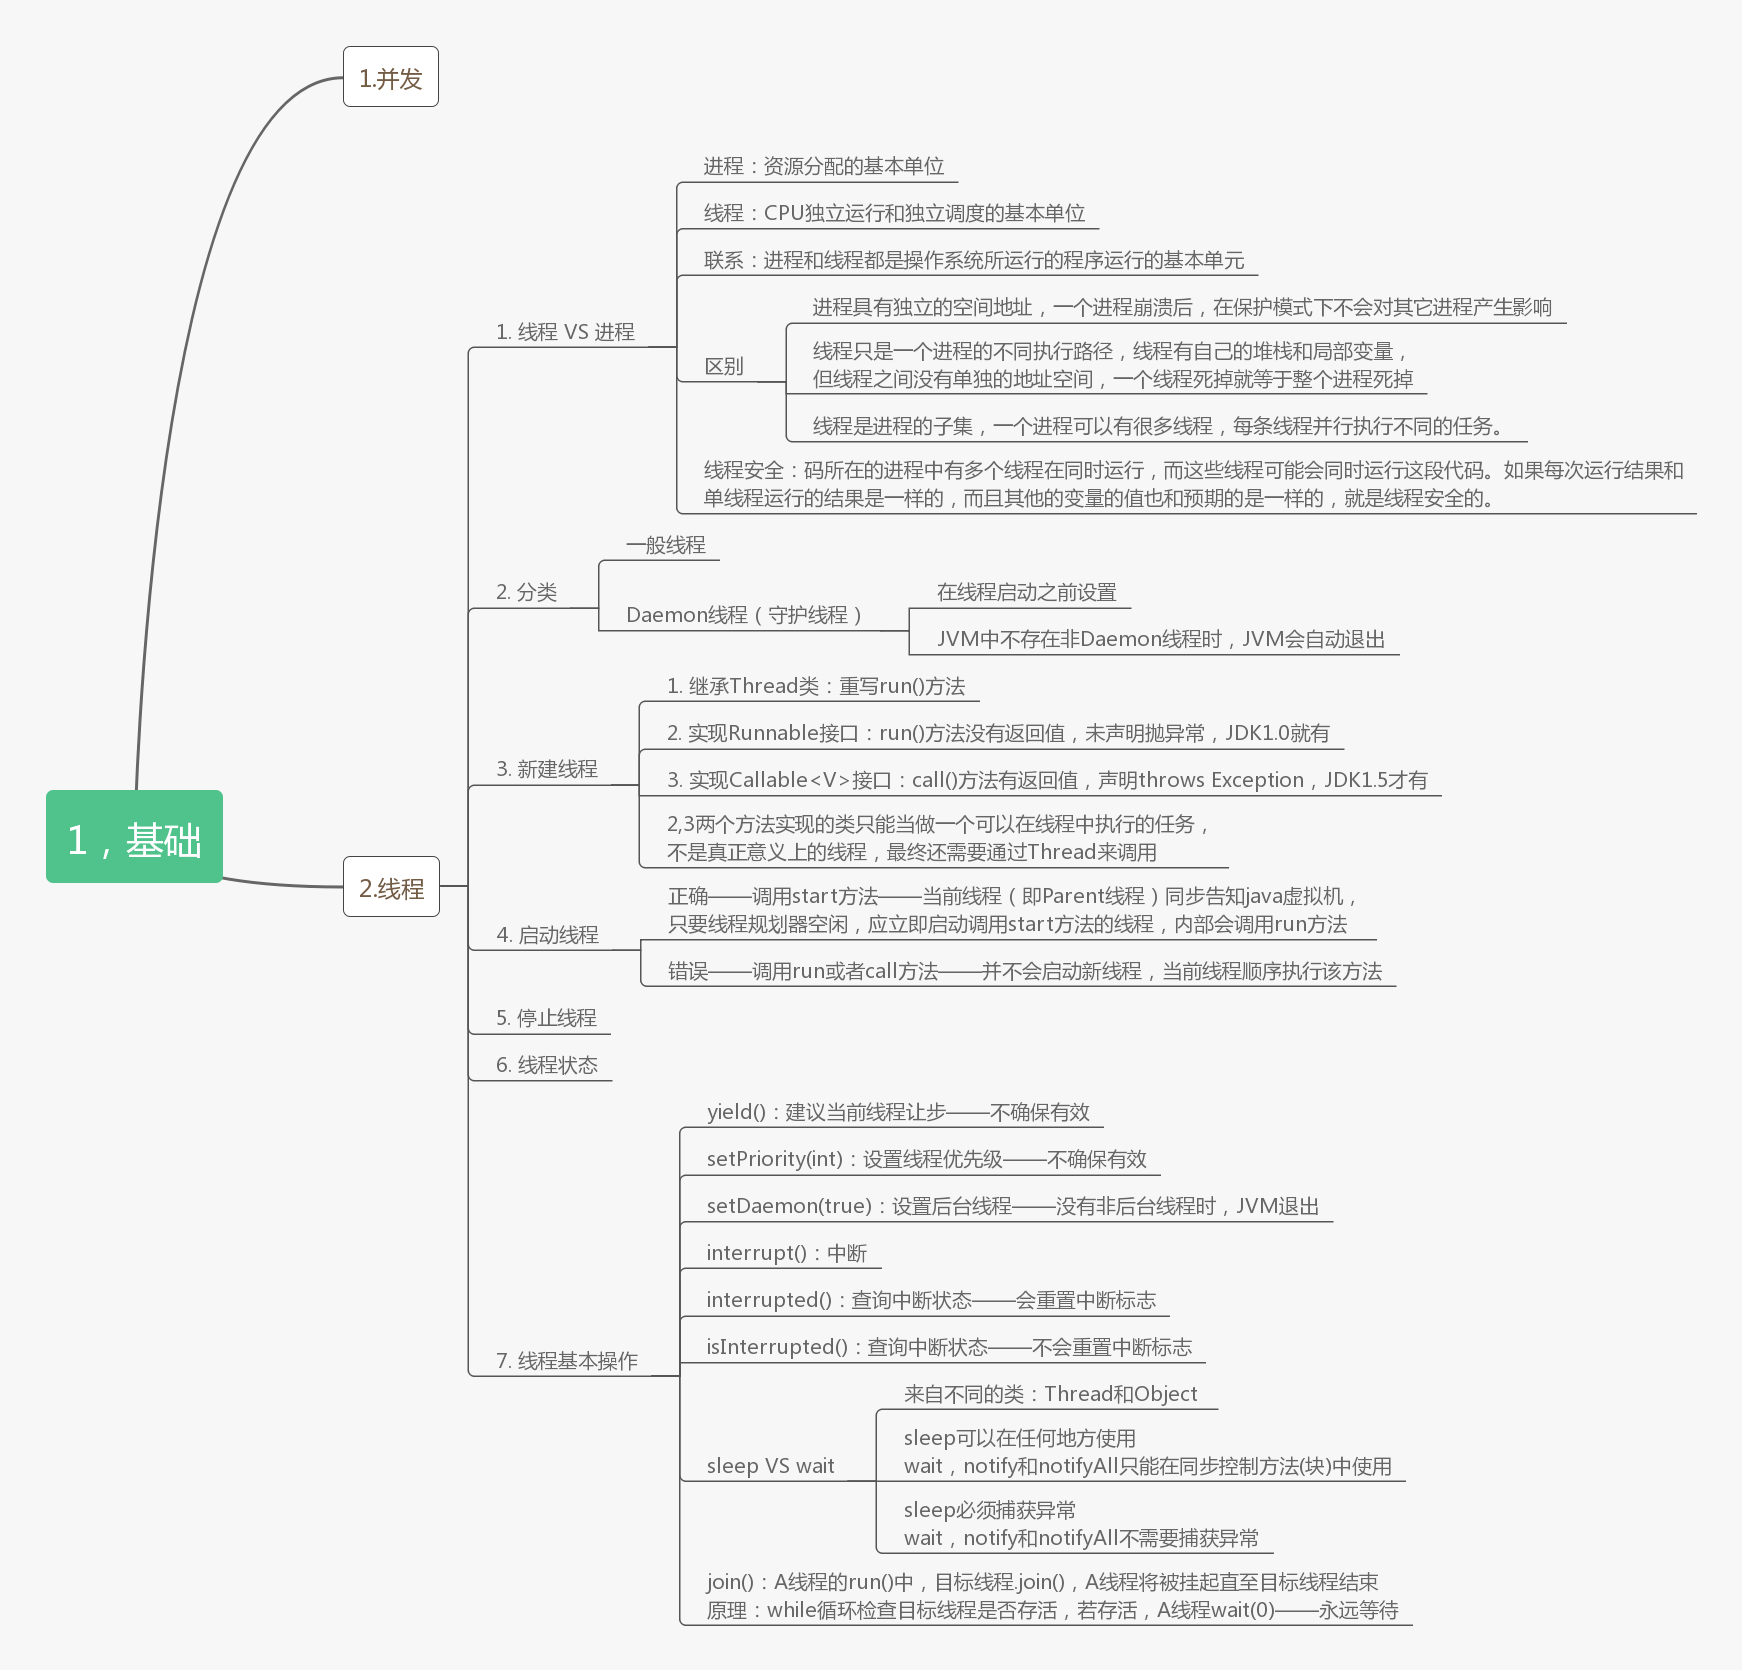 1.并发
进程：资源分配的基本单位
线程：CPU独立运行和独立调度的基本单位
联系：进程和线程都是操作系统所运行的程序运行的基本单元
1. 线程 VS 进程
区别
进程具有独立的空间地址，一个进程崩溃后，在保护模式下不会对其它进程产生影响
线程只是一个进程的不同执行路径，线程有自己的堆栈和局部变量，
但线程之间没有单独的地址空间，一个线程死掉就等于整个进程死掉
线程是进程的子集，一个进程可以有很多线程，每条线程并行执行不同的任务。
线程安全：码所在的进程中有多个线程在同时运行，而这些线程可能会同时运行这段代码。如果每次运行结果和
单线程运行的结果是一样的，而且其他的变量的值也和预期的是一样的，就是线程安全的。
2. 分类
一般线程
Daemon线程（守护线程）
在线程启动之前设置
JVM中不存在非Daemon线程时，JVM会自动退出
3. 新建线程
1. 继承Thread类：重写run()方法
2. 实现Runnable接口：run()方法没有返回值，未声明抛异常，JDK1.0就有
3. 实现Callable<V>接口：call()方法有返回值，声明throws Exception，JDK1.5才有
2,3两个方法实现的类只能当做一个可以在线程中执行的任务，
不是真正意义上的线程，最终还需要通过Thread来调用
1，基础
2.线程
4. 启动线程
正确——调用start方法——当前线程（即Parent线程）同步告知java虚拟机，
只要线程规划器空闲，应立即启动调用start方法的线程，内部会调用run方法
错误——调用run或者call方法——并不会启动新线程，当前线程顺序执行该方法
5. 停止线程
6. 线程状态
7. 线程基本操作
yield()：建议当前线程让步——不确保有效
setPriority(int)：设置线程优先级——不确保有效
setDaemon(true)：设置后台线程——没有非后台线程时，JVM退出
interrupt()：中断
interrupted()：查询中断状态——会重置中断标志
isInterrupted()：查询中断状态——不会重置中断标志
sleep VS wait
来自不同的类：Thread和Object
sleep可以在任何地方使用
wait，notify和notifyAll只能在同步控制方法(块)中使用
sleep必须捕获异常
wait，notify和notifyAll不需要捕获异常
join()：A线程的run()中，目标线程.join()，A线程将被挂起直至目标线程结束
原理：while循环检查目标线程是否存活，若存活，A线程wait(0)——永远等待